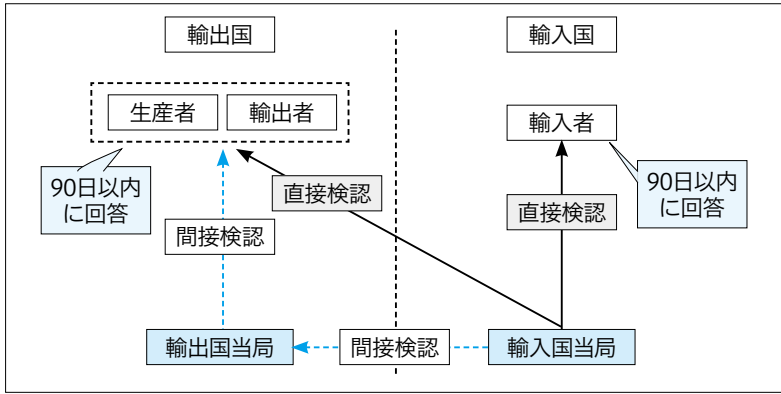 輸出国
輸入国
生産者
輸出者
輸入者
90日以内
に回答
直接検認
90日以内
に回答
直接検認
間接検認
輸出国当局
間接検認
輸入国当局